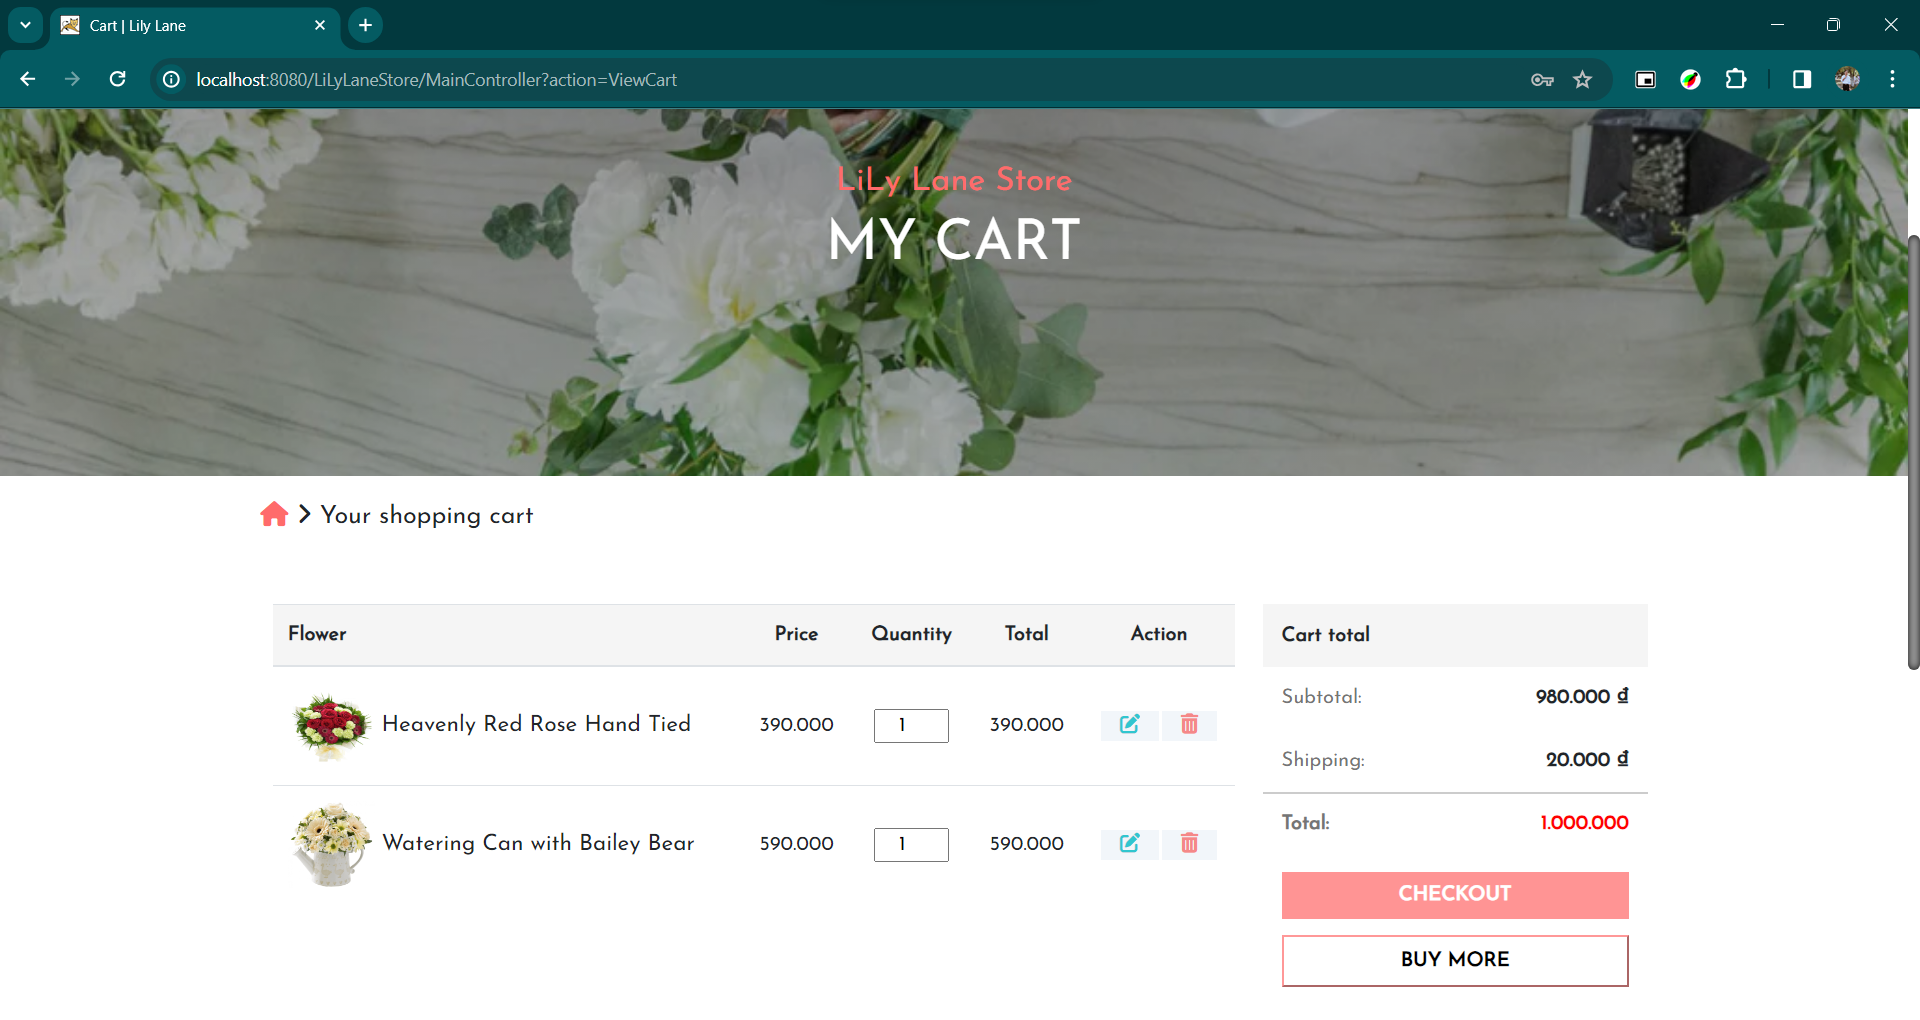 Cart | Lily Lane
localhost:8080/LiLyLaneStore/MainController?action=ViewCart
LiLy Lane Store
MY CART
Your shopping cart
Flower Price Quantity Total Action
Heavenly Red Rose Hand Tied 390.000 1 390.000
Watering Can with Bailey Bear 590.000 1 590.000
Cart total
Subtotal: 980.000 ₫
Shipping: 20.000 ₫
Total: 1.000.000
CHECKOUT
BUY MORE